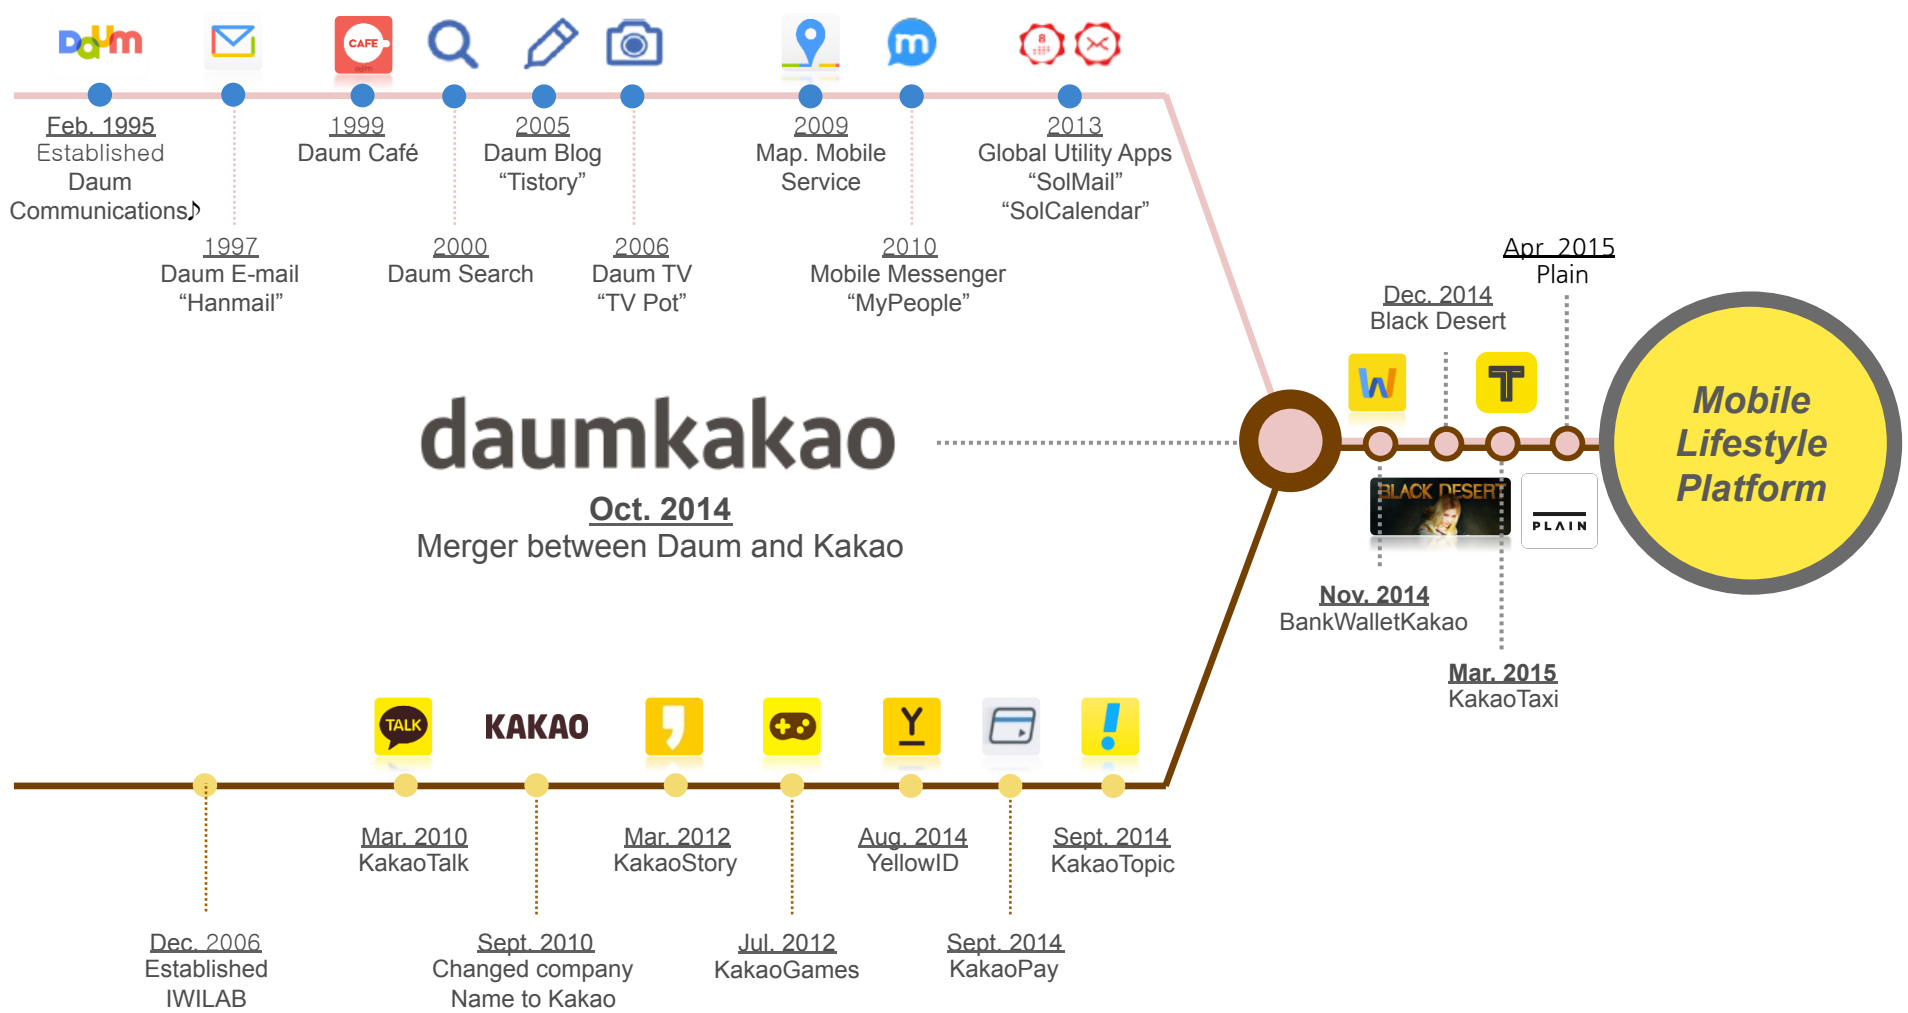 Daum
CAFE
m
8
Feb. 1995
Established
Daum
Communications♪
1997
Daum E-mail
“Hanmail”
1999
Daum Café
2000
Daum Search
2005
Daum Blog
“Tistory”
2006
Daum TV
“TV Pot”
2009
Map. Mobile
Service
2010
Mobile Messenger
“MyPeople”
2013
Global Utility Apps
“SolMail”
“SolCalendar”
daumkakao
Oct. 2014
Merger between Daum and Kakao
Apr 2015
Plain
Dec. 2014
Black Desert
W
T
BLACK DESERT
PLAIN
Nov. 2014
BankWalletKakao
Mar. 2015
KakaoTaxi
Mobile
Lifestyle
Platform
TALK
KAKAO
Y
!
Dec. 2006
Established
IWILAB
Mar. 2010
KakaoTalk
Sept. 2010
Changed company
Name to Kakao
Mar. 2012
KakaoStory
Jul. 2012
KakaoGames
Aug. 2014
YellowID
Sept. 2014
KakaoPay
Sept. 2014
KakaoTopic